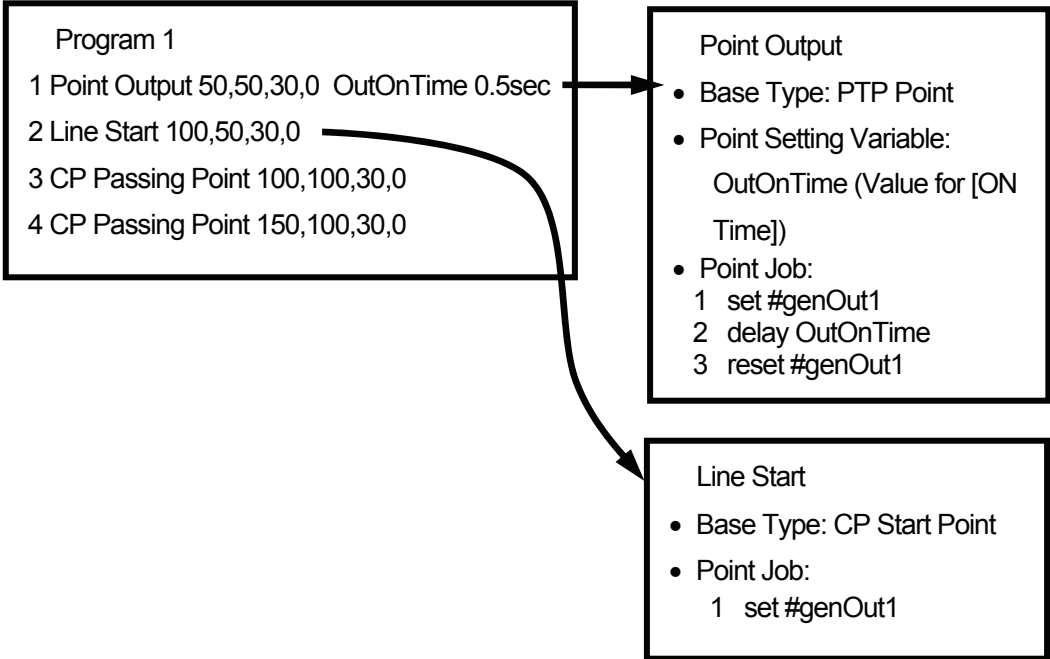 Program 1
1 Point Output 50,50,30,0 OutOnTime 0.5sec
2 Line Start 100,50,30,0
3 CP Passing Point 100,100,30,0
4 CP Passing Point 150,100,30,0
Point Output
• Base Type: PTP Point
• Point Setting Variable:
OutOnTime (Value for [ON
Time])
• Point Job:
1 set #genOut1
2 delay OutOnTime
3 reset #genOut1
Line Start
• Base Type: CP Start Point
• Point Job:
1 set #genOut1